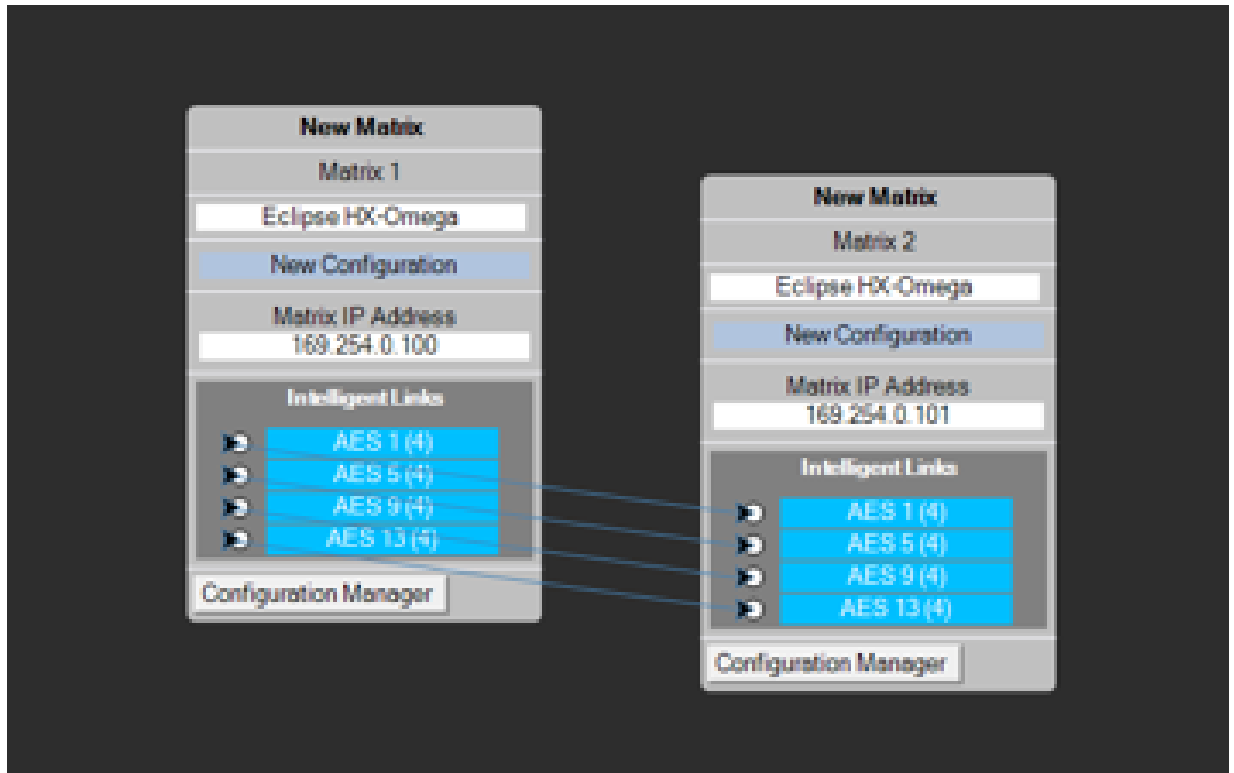 New Matrix
Matrix 1
Eclipse HX-Omega
New Configuration
Matrix IP Address
169.254.0.100
Intelligent Links
AES 1 (4)
AES 5 (4)
AES 9 (4)
AES 13 (4)
Configuration Manager
New Matrix
Matrix 2
Eclipse HX-Omega
New Configuration
Matrix IP Address
169.254.0.101
Intelligent Links
AES 1 (4)
AES 5 (4)
AES 9 (4)
AES 13 (4)
Configuration Manager